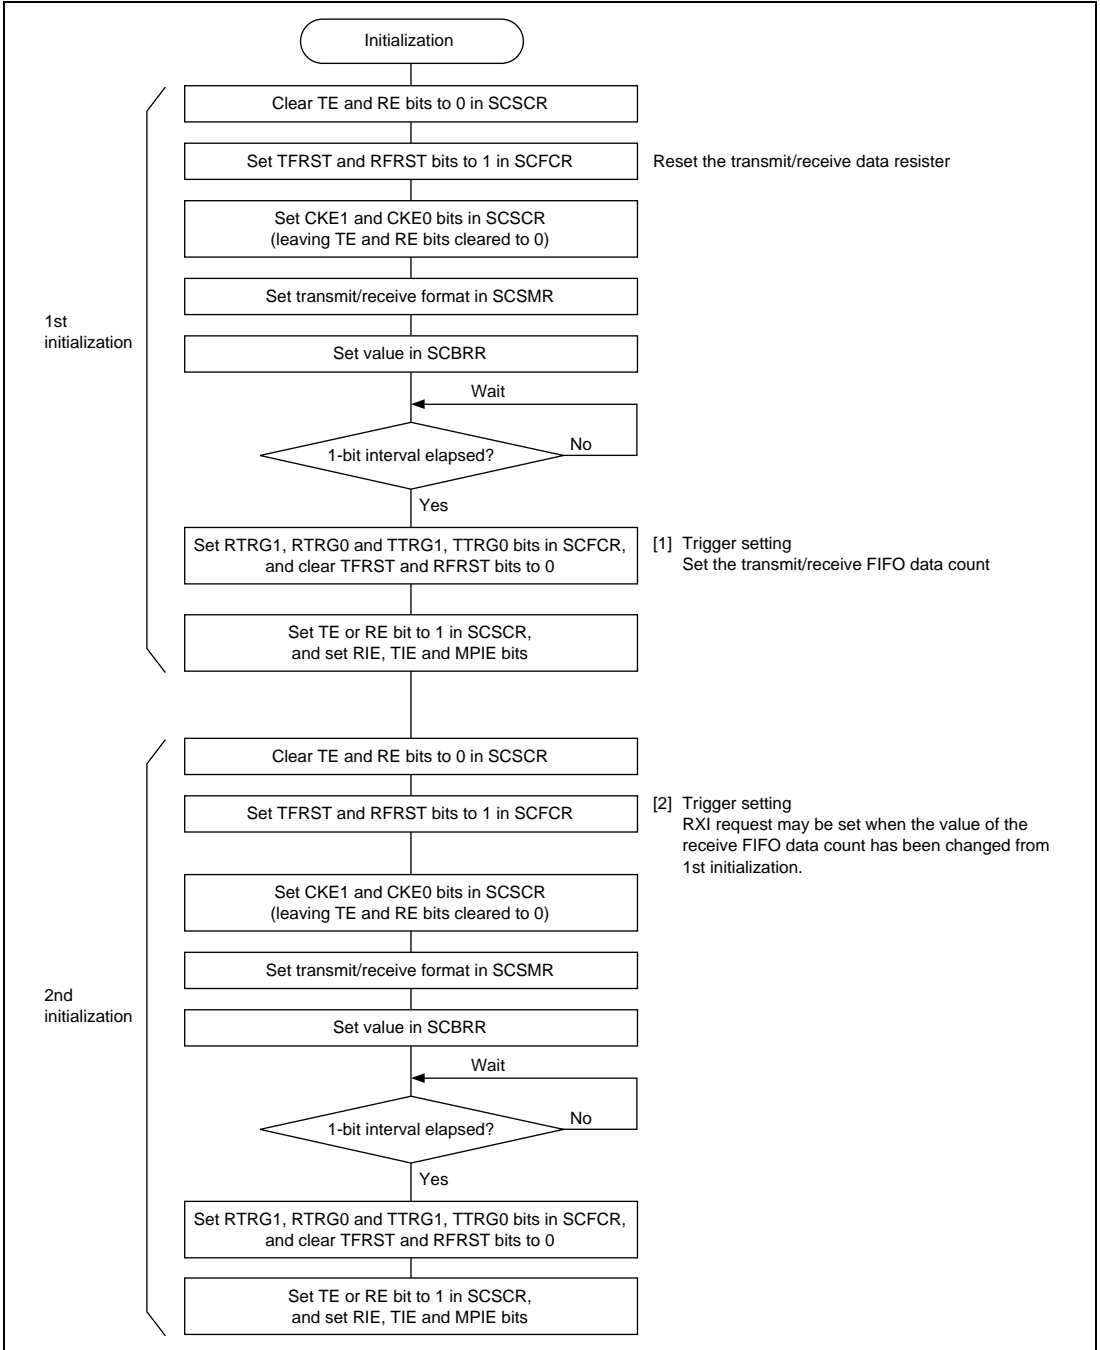 Initialization
Clear TE and RE bits to 0 in SCSCR
Set TFRST and RFRST bits to 1 in SCFCR
Reset the transmit/receive data resister
Set CKE1 and CKE0 bits in SCSCR
(leaving TE and RE bits cleared to 0)
Set transmit/receive format in SCSMR
1st
initialization
Set value in SCBRR
Wait
1-bit interval elapsed?
No
Yes
Set RTRG1, RTRG0 and TTRG1, TTRG0 bits in SCFCR,
and clear TFRST and RFRST bits to 0
[1] Trigger setting
Set the transmit/receive FIFO data count
Set TE or RE bit to 1 in SCSCR,
and set RIE, TIE and MPIE bits
Clear TE and RE bits to 0 in SCSCR
Set TFRST and RFRST bits to 1 in SCFCR
[2] Trigger setting
RXI request may be set when the value of the
receive FIFO data count has been changed from
1st initialization.
Set CKE1 and CKE0 bits in SCSCR
(leaving TE and RE bits cleared to 0)
Set transmit/receive format in SCSMR
2nd
initialization
Set value in SCBRR
Wait
1-bit interval elapsed?
No
Yes
Set RTRG1, RTRG0 and TTRG1, TTRG0 bits in SCFCR,
and clear TFRST and RFRST bits to 0
Set TE or RE bit to 1 in SCSCR,
and set RIE, TIE and MPIE bits